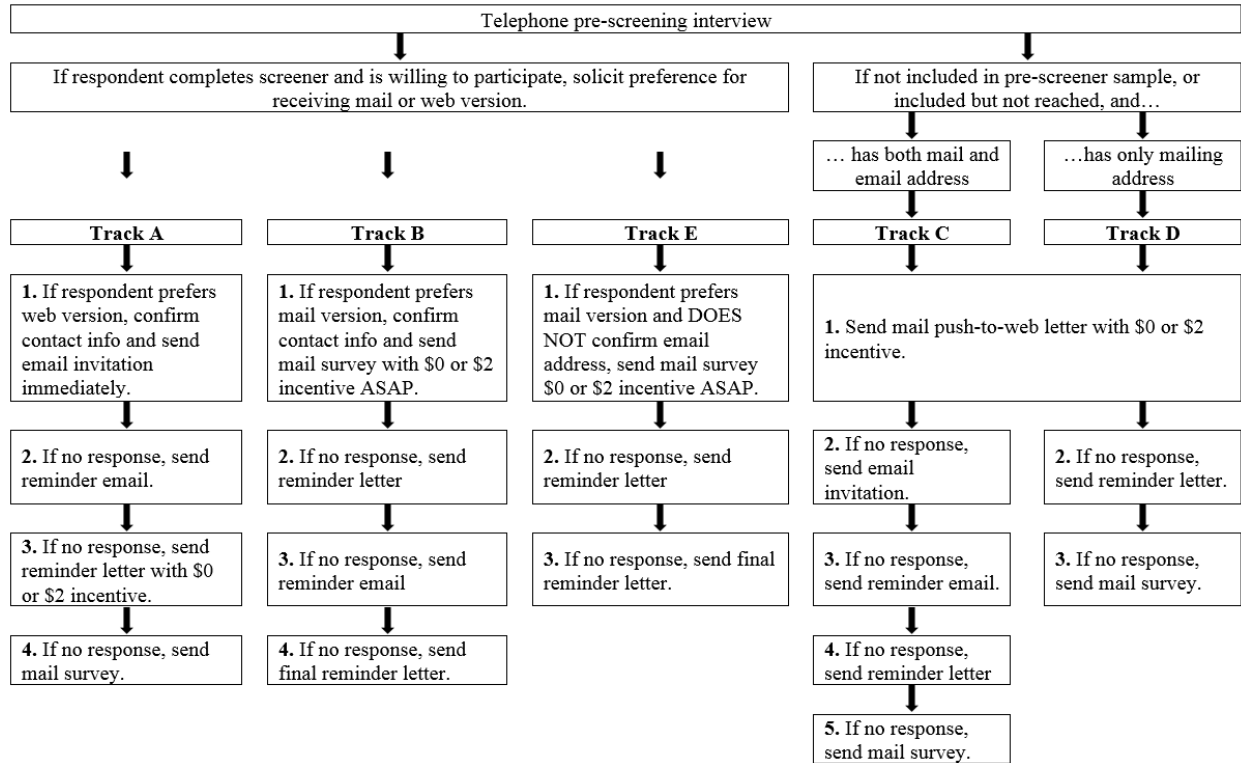 Telephone pre-screening interview
If respondent completes screener and is willing to participate, solicit preference for
receiving mail or web version.
If not included in pre-screener sample, or
included but not reached, and…
… has both mail and
email address
…has only mailing
address
Track A
Track B
Track E
Track C
Track D
1. If respondent prefers
web version, confirm
contact info and send
email invitation
immediately.
1. If respondent prefers
mail version, confirm
contact info and send
mail survey with $0 or $2
incentive ASAP.
1. If respondent prefers
mail version and DOES
NOT confirm email
address, send mail survey
$0 or $2 incentive ASAP.
1. Send mail push-to-web letter with $0 or $2
incentive.
2. If no response, send
reminder email.
2. If no response, send
reminder letter
2. If no response, send
reminder letter
2. If no response,
send email
invitation.
2. If no response,
send reminder letter.
3. If no response, send
reminder letter with $0
or $2 incentive.
3. If no response, send
reminder email
3. If no response, send final
reminder letter.
3. If no response,
send reminder email.
3. If no response,
send mail survey.
4. If no response, send
mail survey.
4. If no response, send
final reminder letter.
4. If no response,
send reminder letter
5. If no response,
send mail survey.